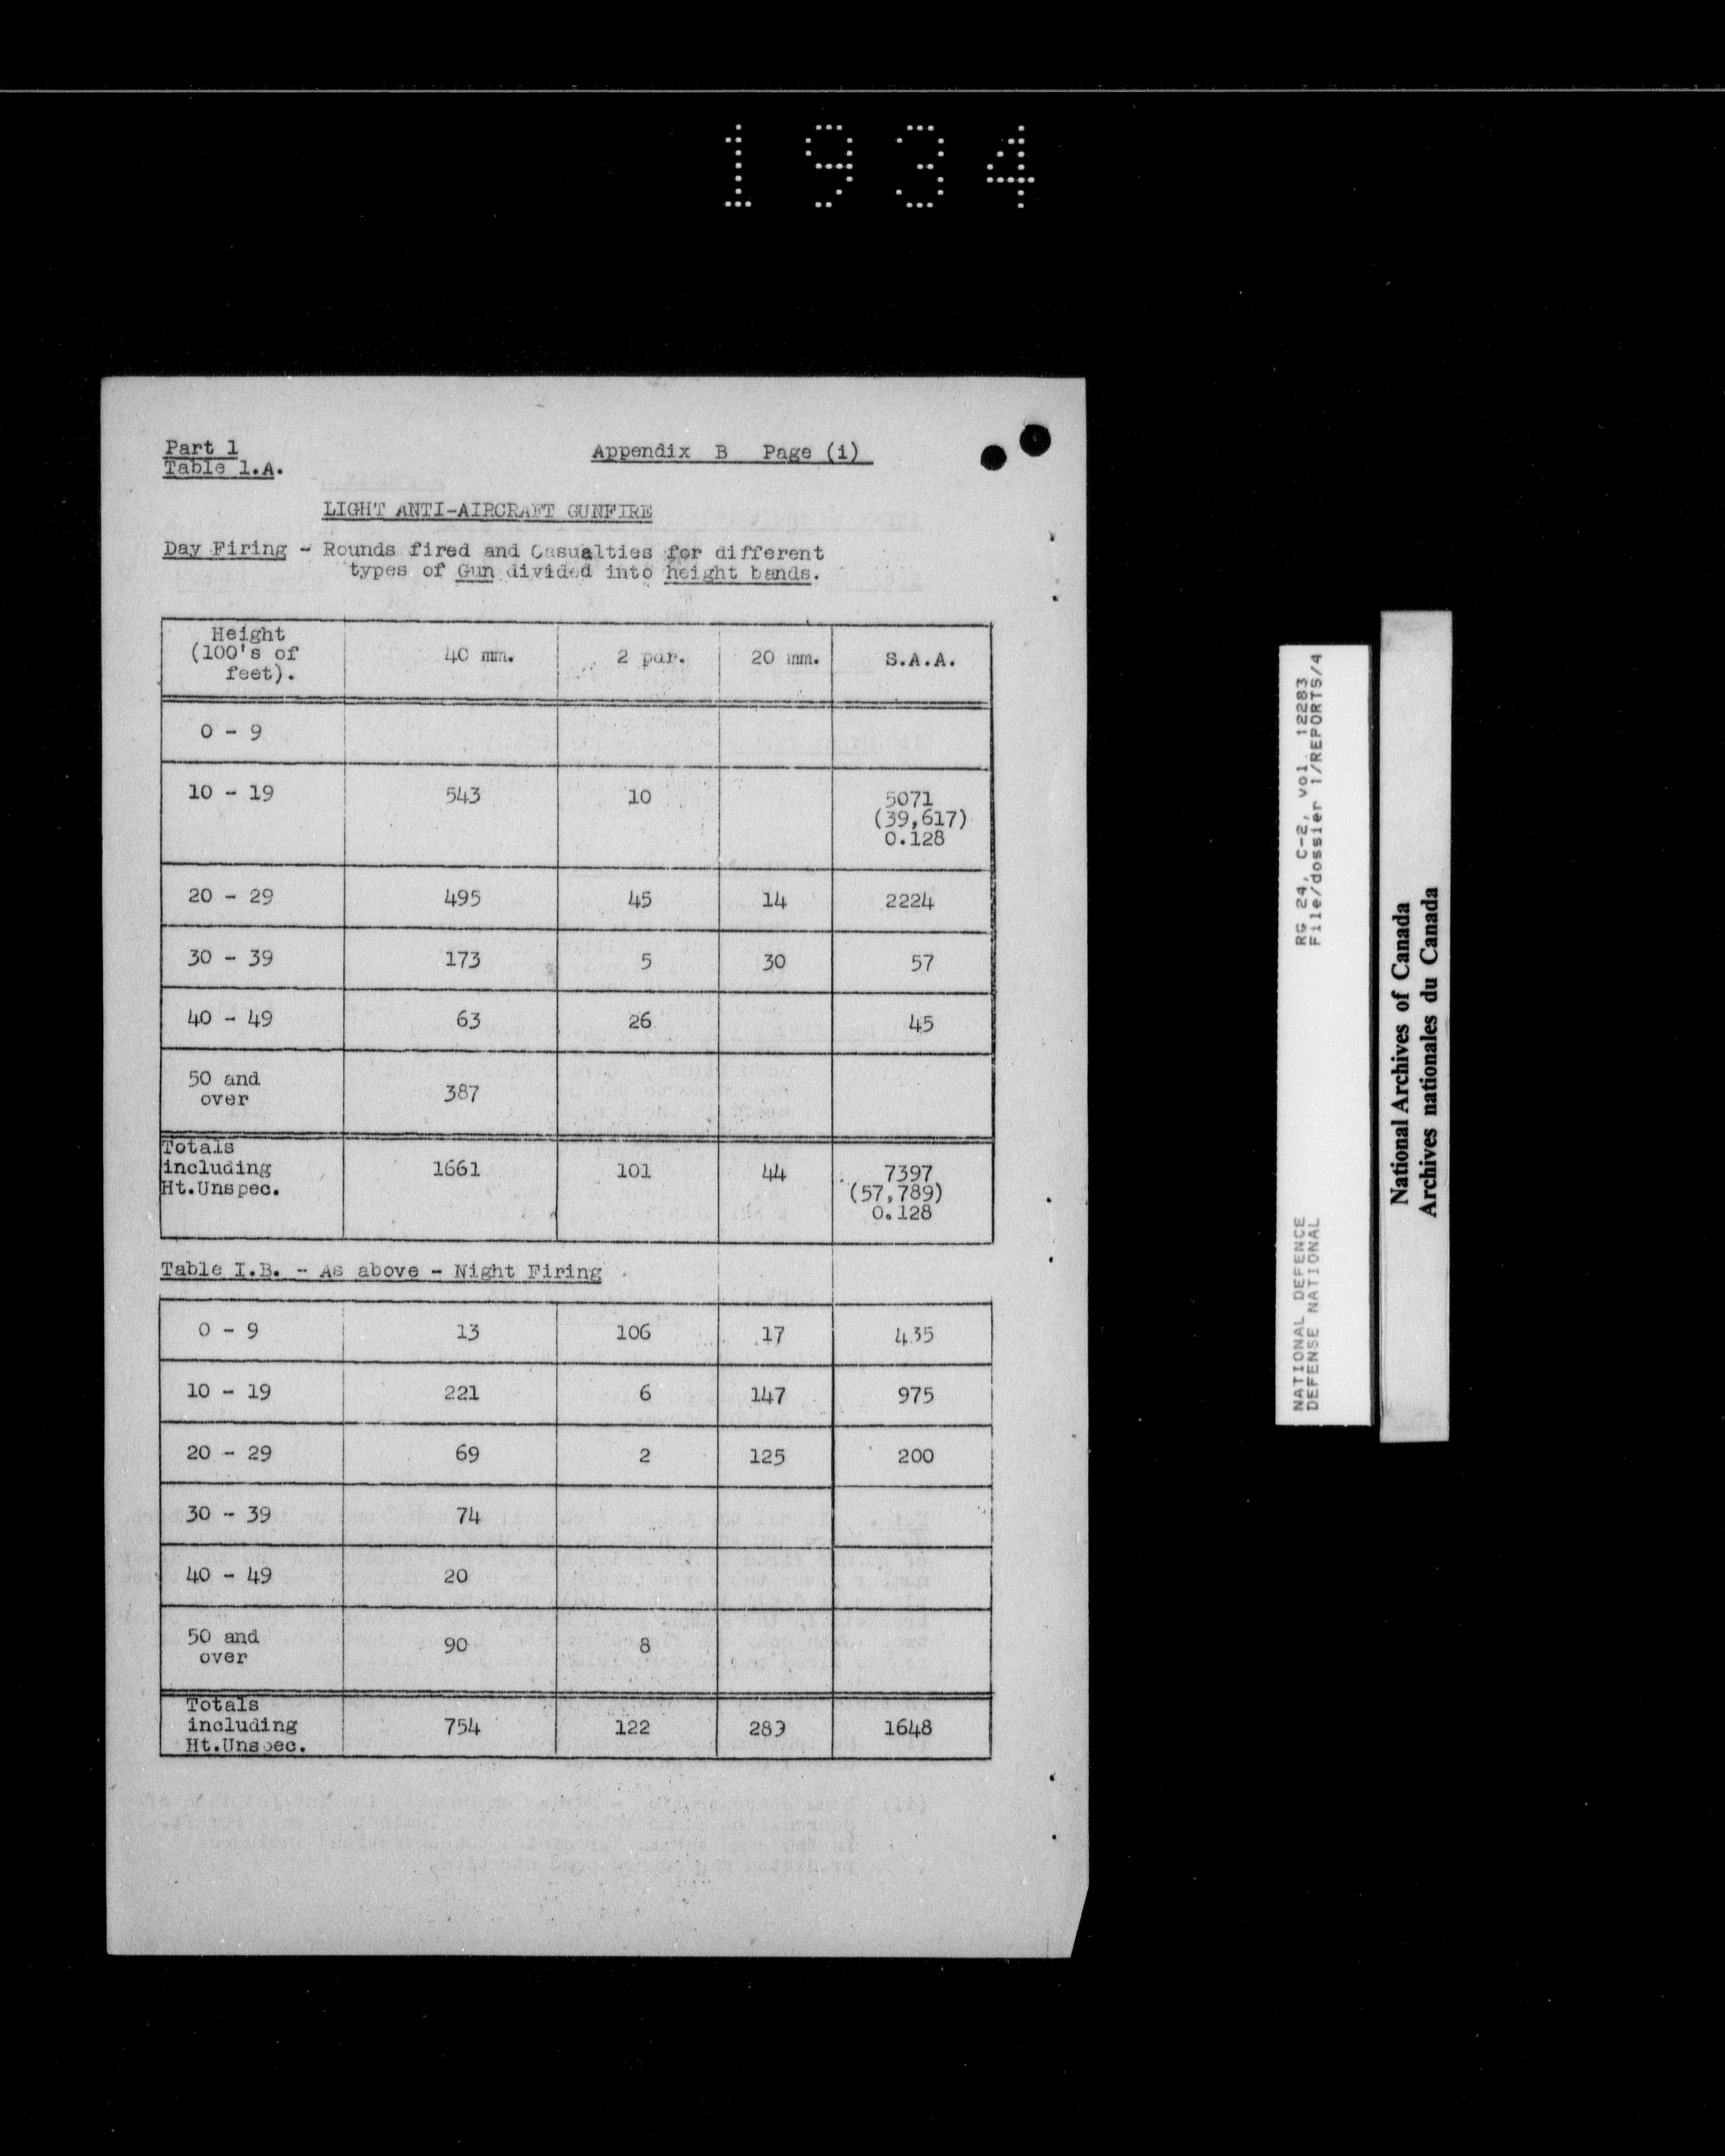 1934
Part 1
Table 1.A.
Appendix B Page (i)
LIGHT ANTI-AIRCRAFT GUNFIRE
Day Firing - Rounds fired and Casualties for different
types of Gun divided into height bands.
Height
(100's of
feet).
40 mm.
2 par.
20 mm.
S.A.A.
0 - 9
10 - 19
543
10
5071
(39,617)
0.128
20 - 29
495
45
14
2224
30 - 39
173
5
30
57
40 - 49
63
26
45
50 and
over
387
Totals
including
Ht.Unspec.
1661
101
44
7397
(57,789)
0.128
Table I.B. - As above - Night Firing
0 - 9
13
106
17
435
10 - 19
221
6
147
975
20 - 29
69
2
125
200
30 - 39
74
40 - 49
20
50 and
over
90
8
Totals
including
Ht.Unspec.
754
122
289
1648
NATIONAL DEFENCE
DEFENSE NATIONAL
RG 24, C-2, vol. 12283
File/dossier 1/REPORTS/4
National Archives of Canada
Archives nationales du Canada